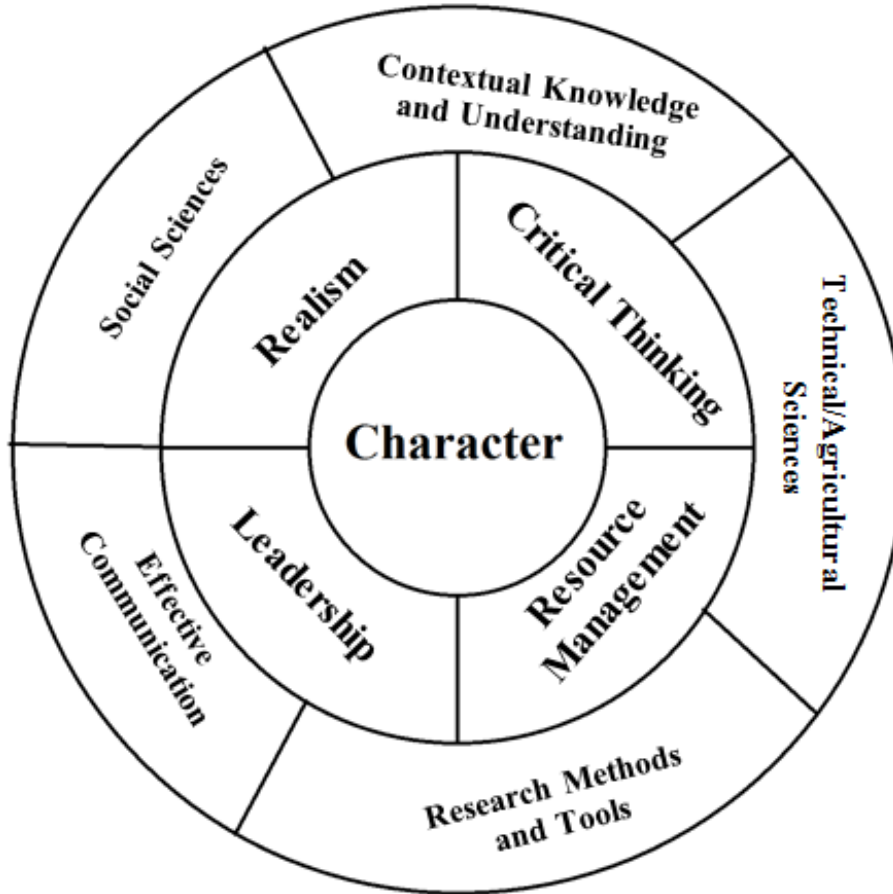 Contextual Knowledge
and Understanding
Social Sciences
Realism
Critical Thinking
Technical/Agricultural
Sciences
Character
Leadership
Resource
Management
Effective
Communication
Research Methods
and Tools